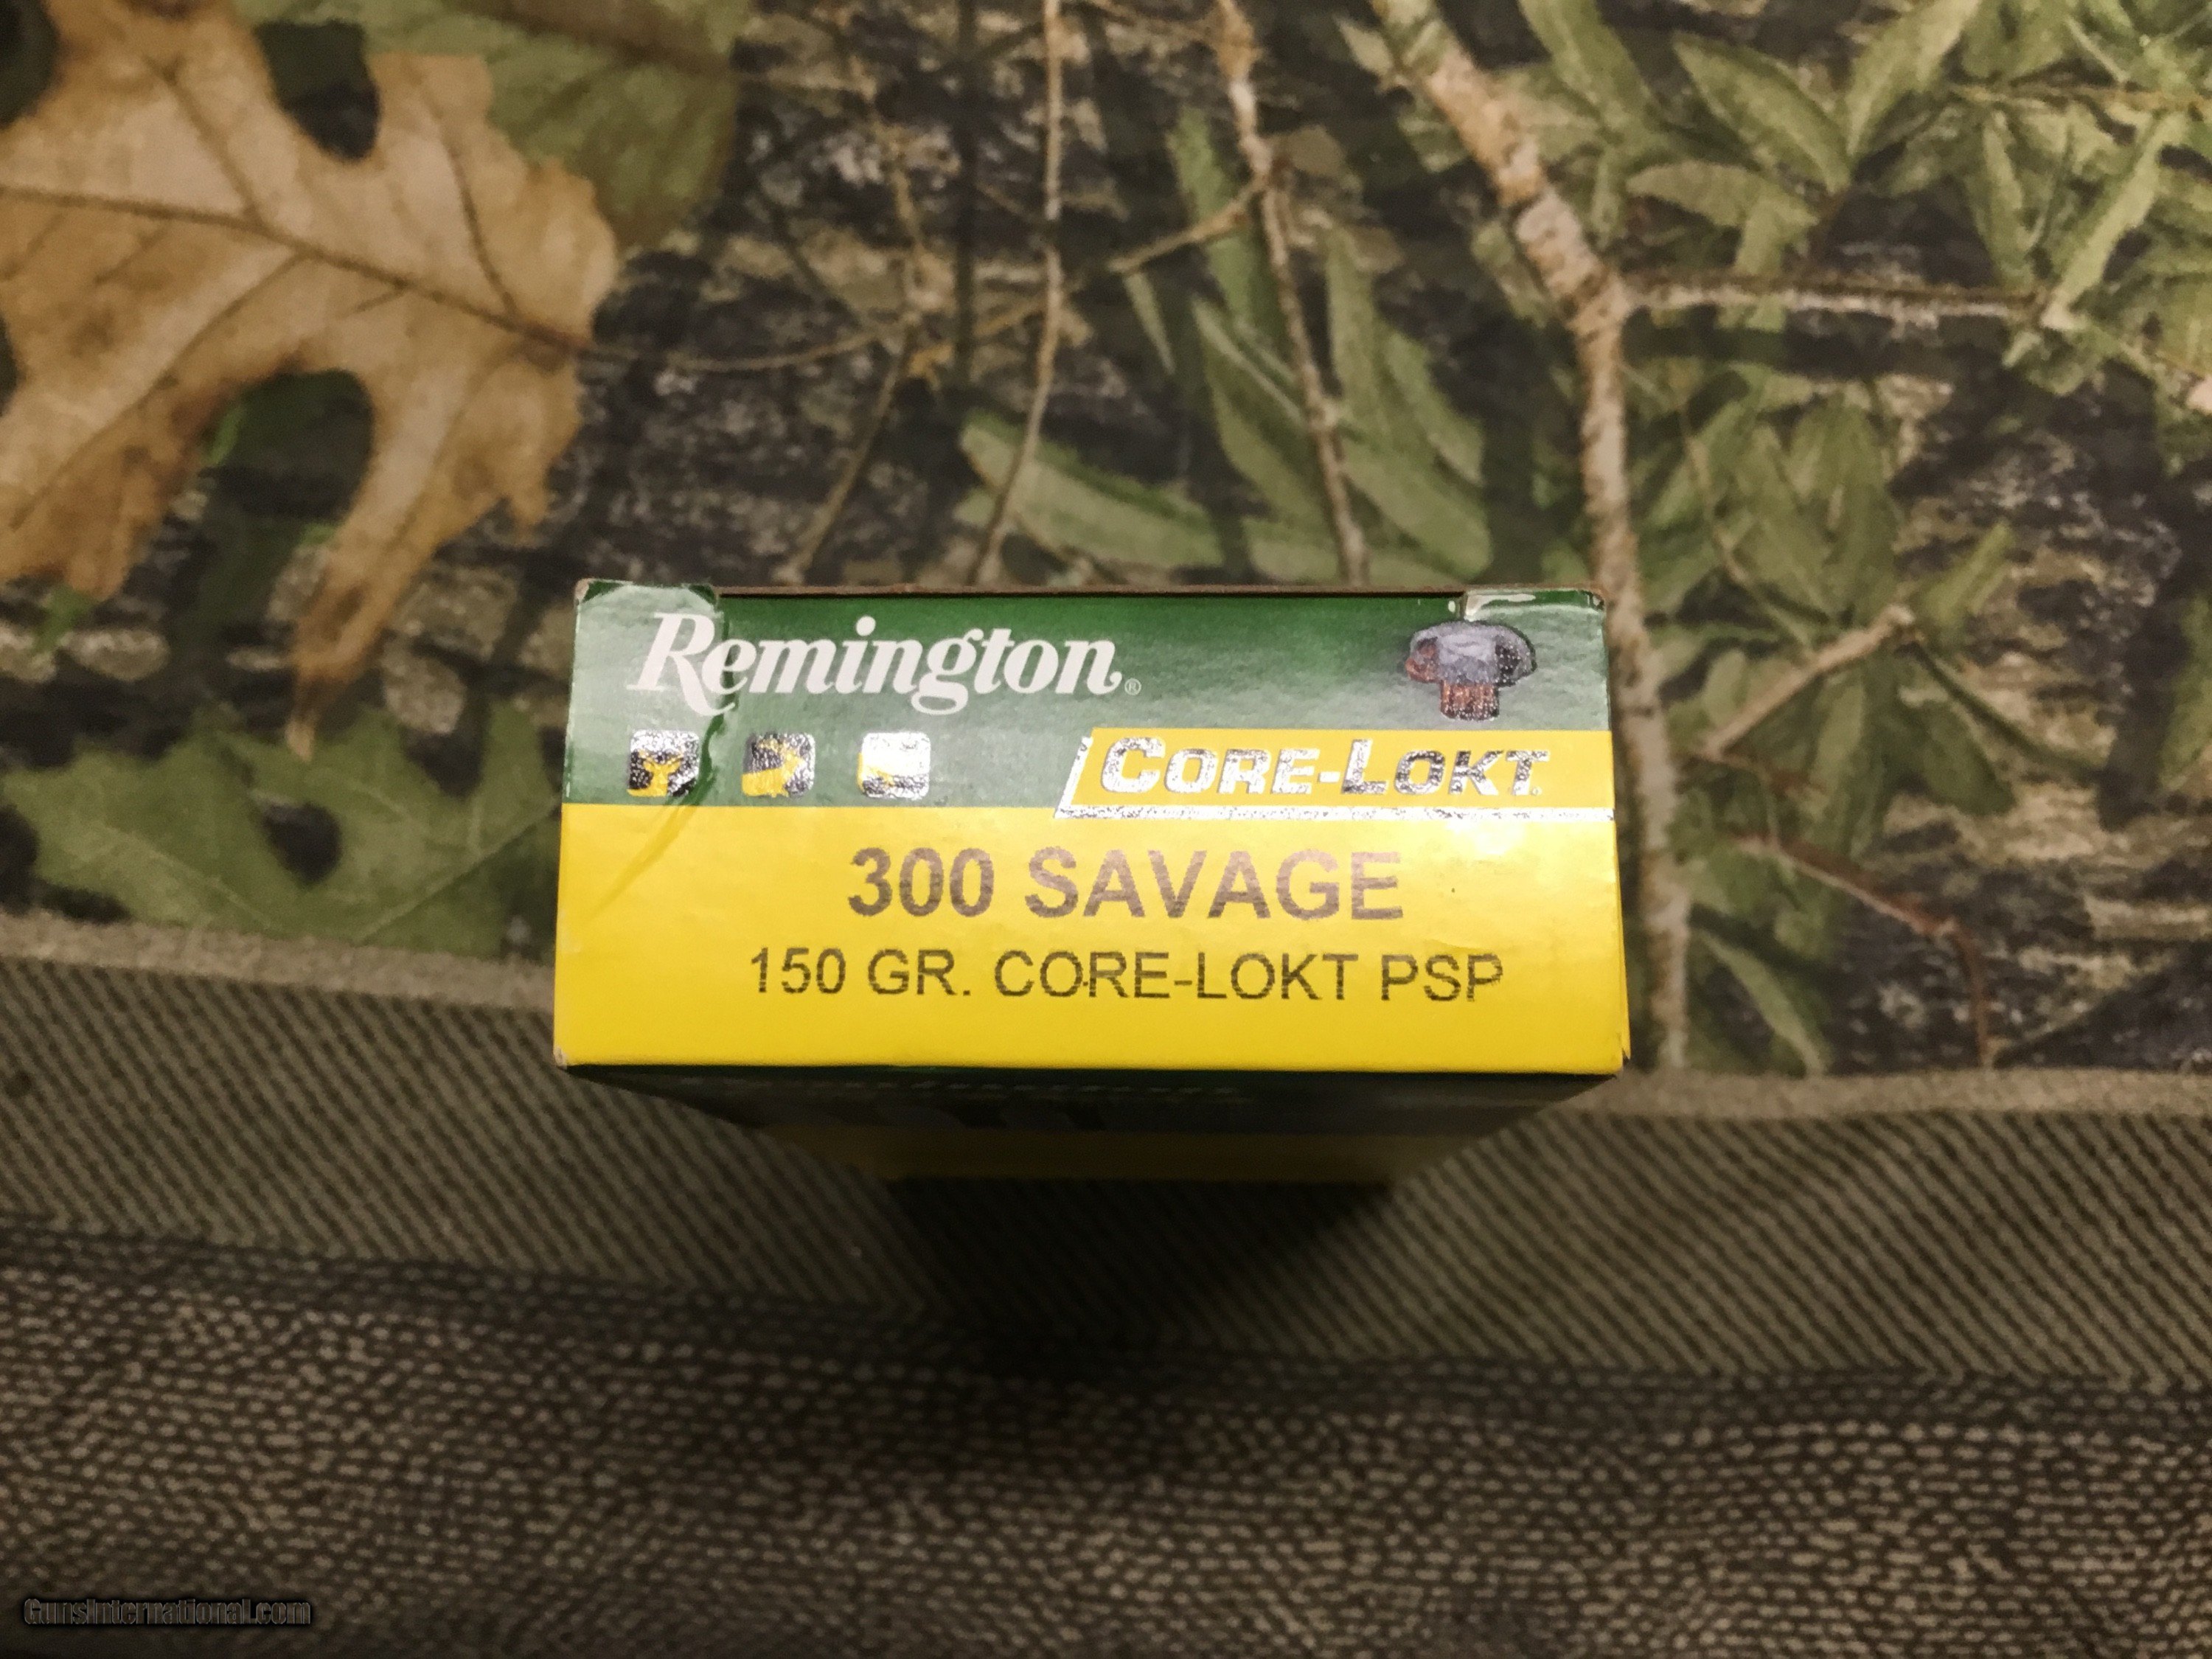 Remington®
CORE-LOKT
300 SAVAGE
150 GR. CORE-LOKT PSP
GunsInternational.com